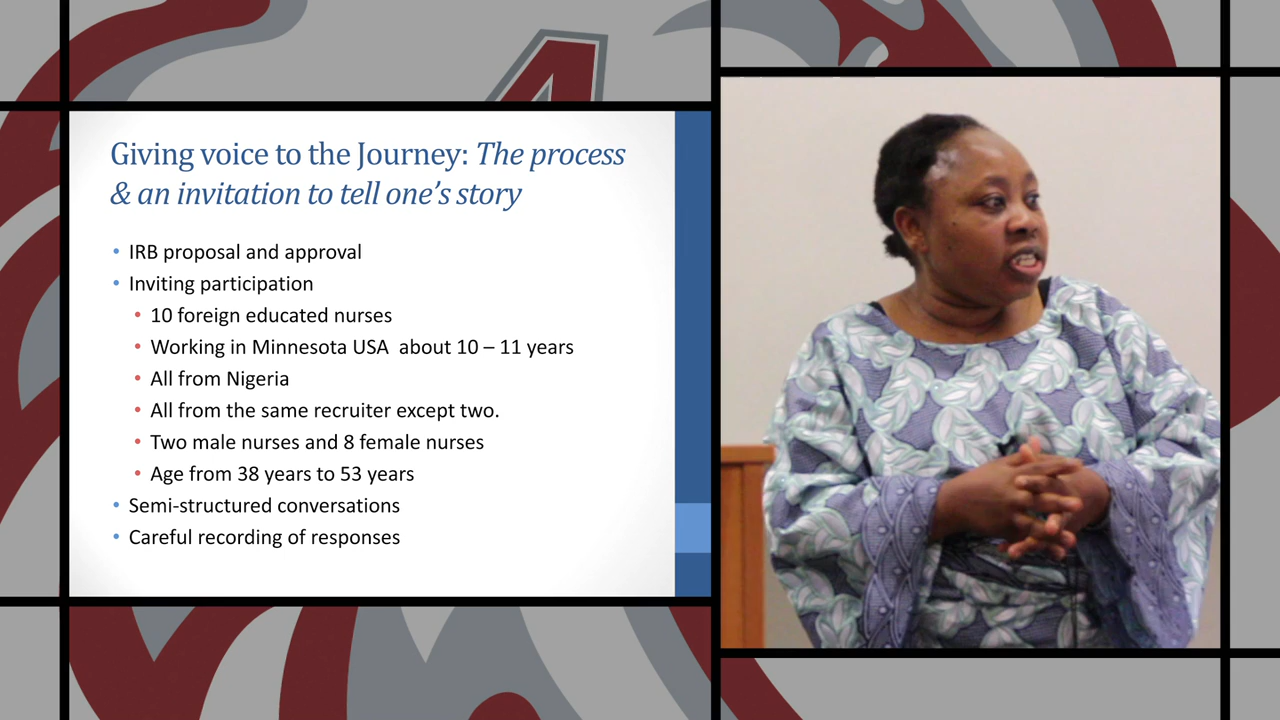 Giving voice to the Journey: The process
& an invitation to tell one’s story
• IRB proposal and approval
• Inviting participation
• 10 foreign educated nurses
• Working in Minnesota USA  about 10 – 11 years
• All from Nigeria
• All from the same recruiter except two.
• Two male nurses and 8 female nurses
• Age from 38 years to 53 years
• Semi-structured conversations
• Careful recording of responses